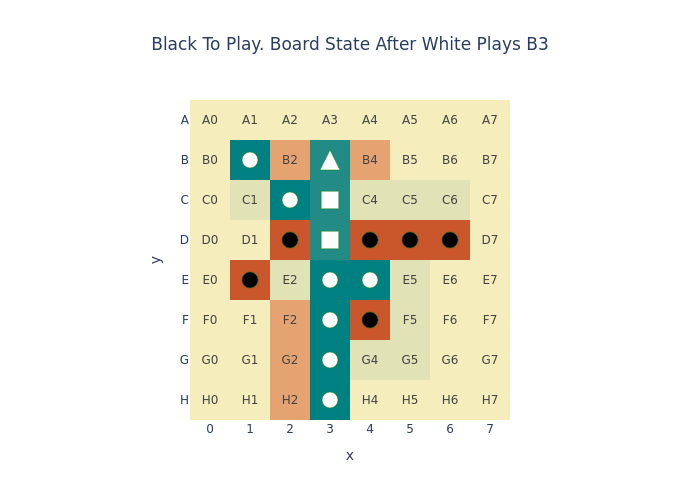 Black To Play. Board State After White Plays B3
A A0 A1 A2 A3 A4 A5 A6 A7
B B0 B2 B4 B5 B6 B7
C C0 C1 C4 C5 C6 C7
D D0 D1 D7
y
E E0 E2 E5 E6 E7
F F0 F1 F2 F5 F6 F7
G G0 G1 G2 G4 G5 G6 G7
H H0 H1 H2 H4 H5 H6 H7
0 1 2 3 4 5 6 7
x